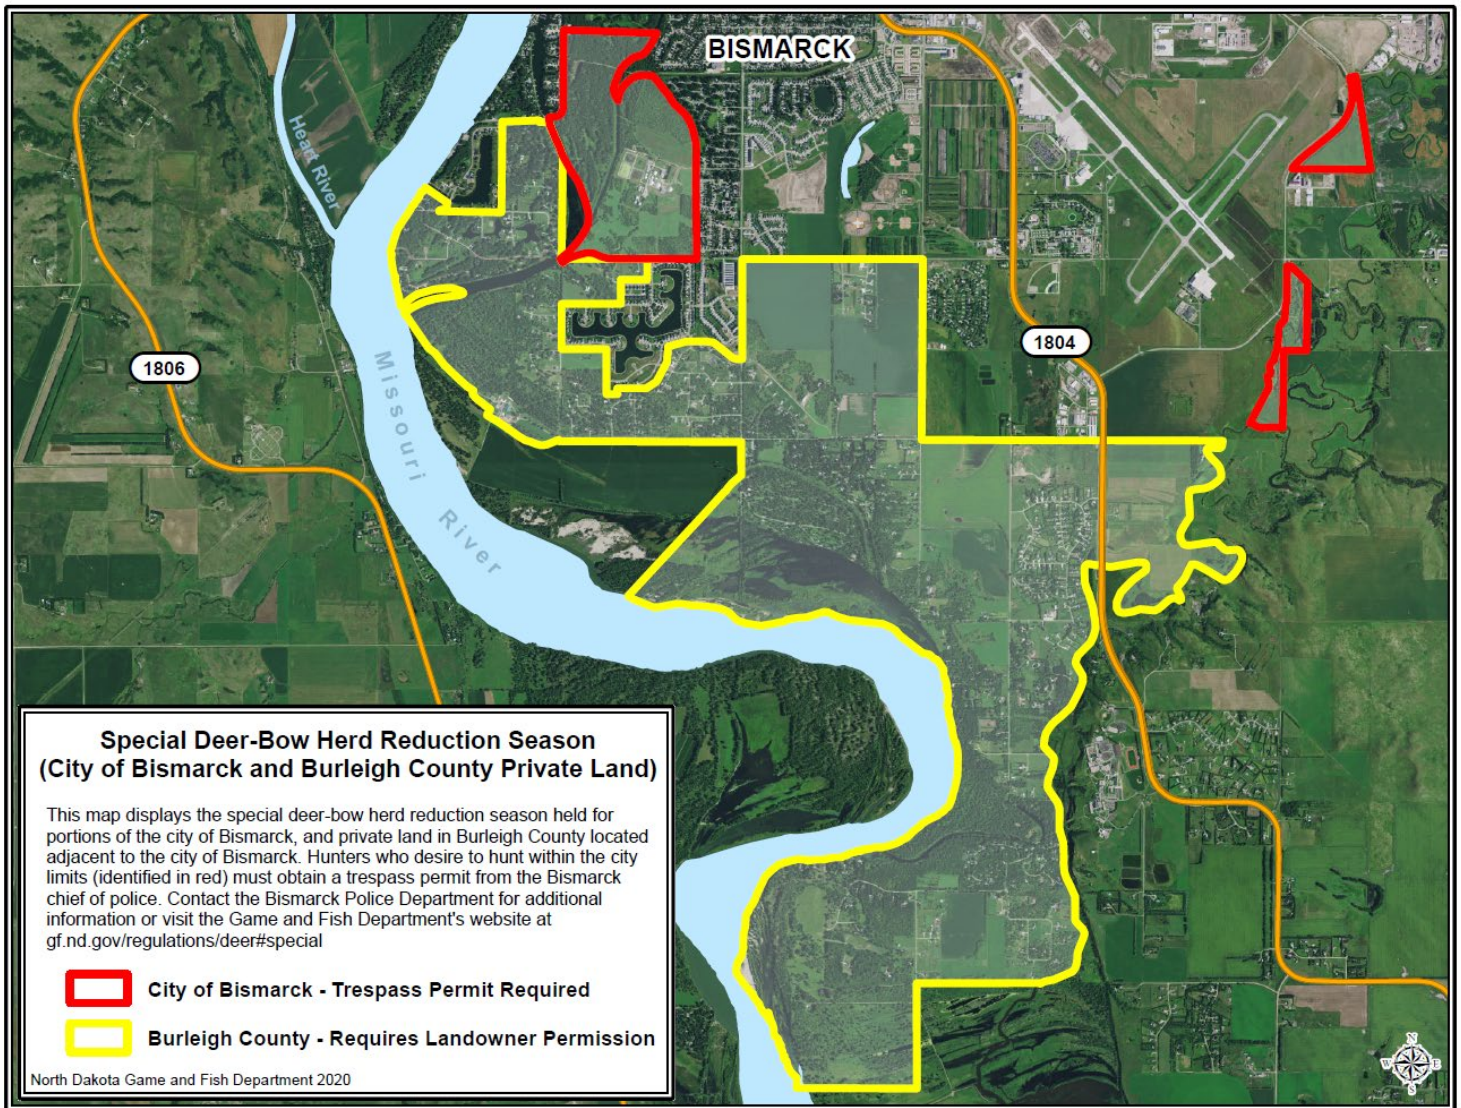 BISMARCK
Heart River
1806
1804
Missouri
River
Special Deer-Bow Herd Reduction Season
(City of Bismarck and Burleigh County Private Land)
This map displays the special deer-bow herd reduction season held for
portions of the city of Bismarck, and private land in Burleigh County located
adjacent to the city of Bismarck. Hunters who desire to hunt within the city
limits (identified in red) must obtain a trespass permit from the Bismarck
chief of police. Contact the Bismarck Police Department for additional
information or visit the Game and Fish Department's website at
gf.nd.gov/regulations/deer#special
City of Bismarck - Trespass Permit Required
Burleigh County - Requires Landowner Permission
North Dakota Game and Fish Department 2020
N
W E
S